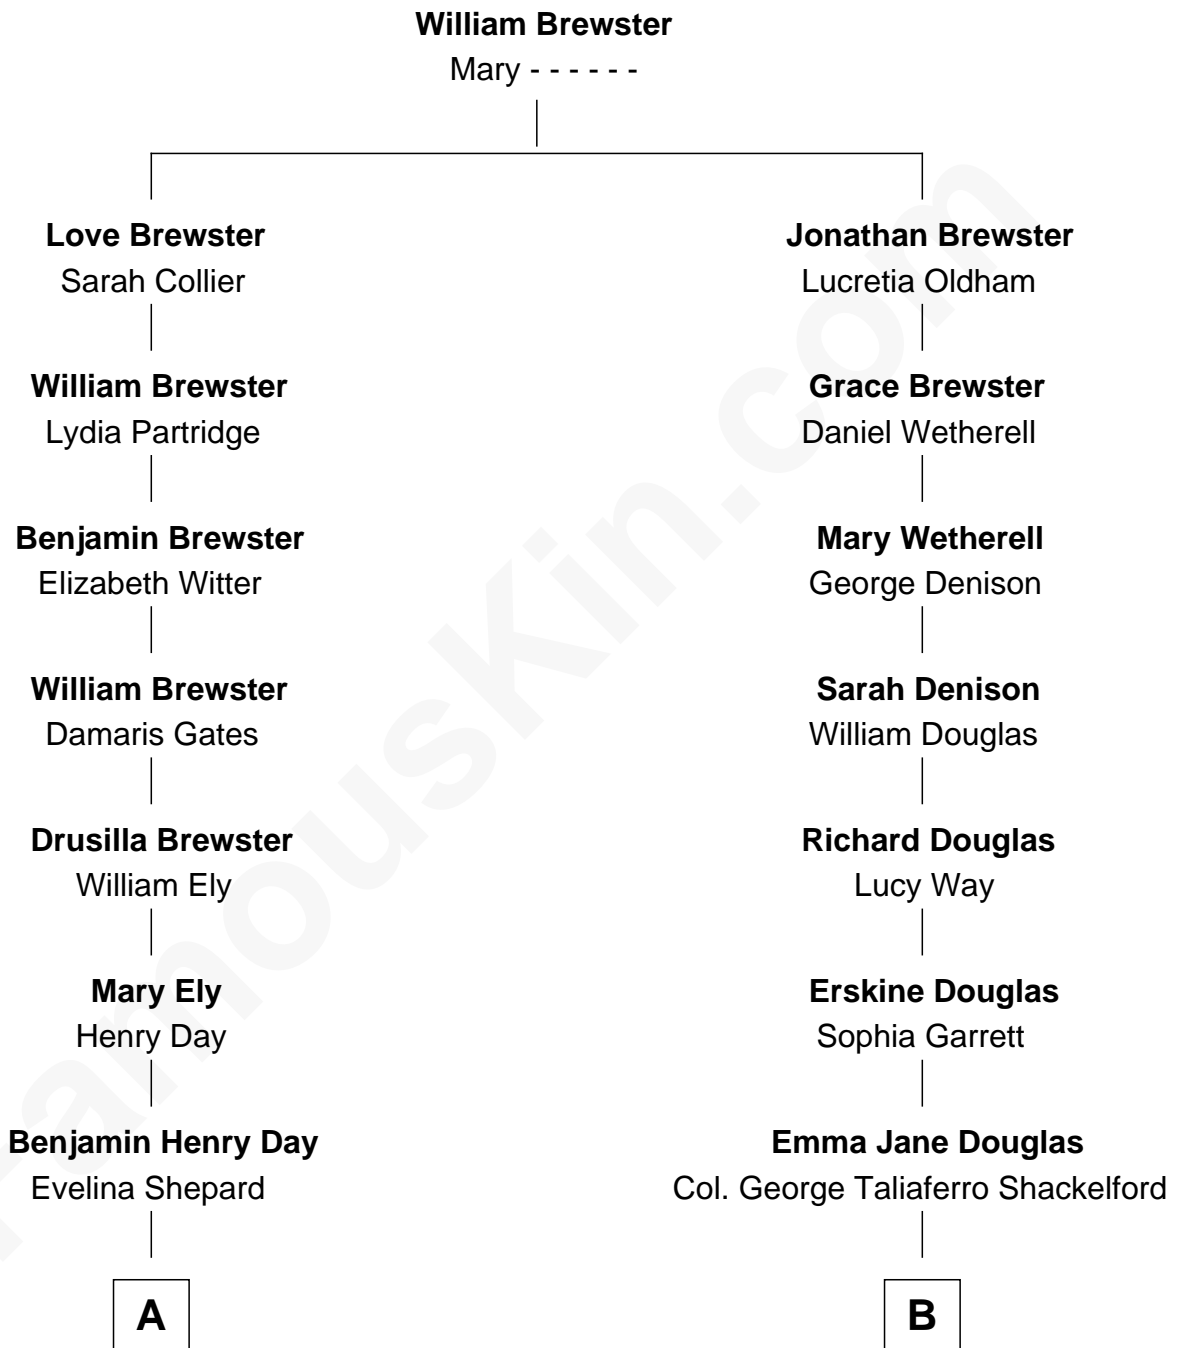 William Brewster
Mary - - - - - -
Love Brewster
Sarah Collier
William Brewster
Lydia Partridge
Benjamin Brewster
Elizabeth Witter
William Brewster
Damaris Gates
Drusilla Brewster
William Ely
Mary Ely
Henry Day
Benjamin Henry Day
Evelina Shepard
A
Jonathan Brewster
Lucretia Oldham
Grace Brewster
Daniel Wetherell
Mary Wetherell
George Denison
Sarah Denison
William Douglas
Richard Douglas
Lucy Way
Erskine Douglas
Sophia Garrett
Emma Jane Douglas
Col. George Taliaferro Shackelford
B
FamousKin.com